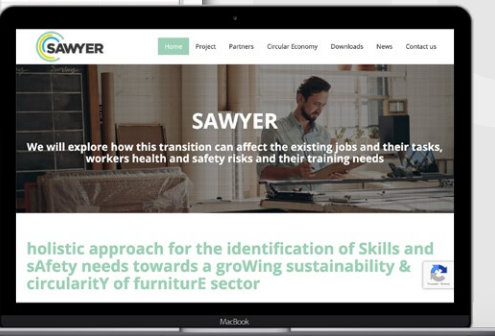 SAWYER
Home Project Partners Circular Economy Downloads News Contact us
SAWYER
We will explore how this transition can affect the existing jobs and their tasks,
workers health and safety risks and their training needs
holistic approach for the identification of Skills and
sAfety needs towards a groWing sustainability &
circularitY of furniturE sector
MacBook